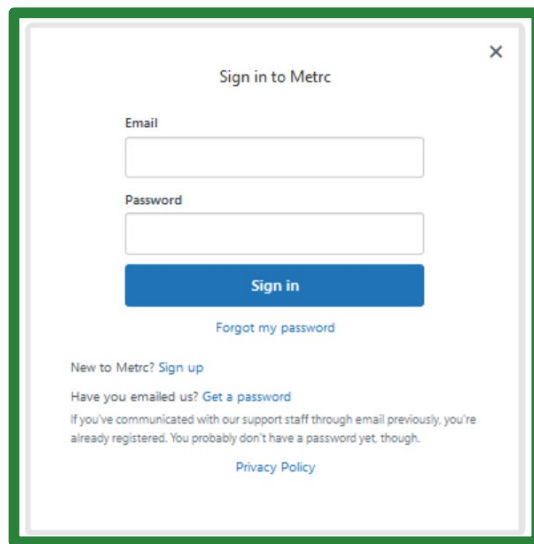 Sign in to Metrc
Email
Password
Sign in
Forgot my password
New to Metrc? Sign up
Have you emailed us? Get a password
If you've communicated with our support staff through email previously, you're
already registered. You probably don't have a password yet, though.
Privacy Policy